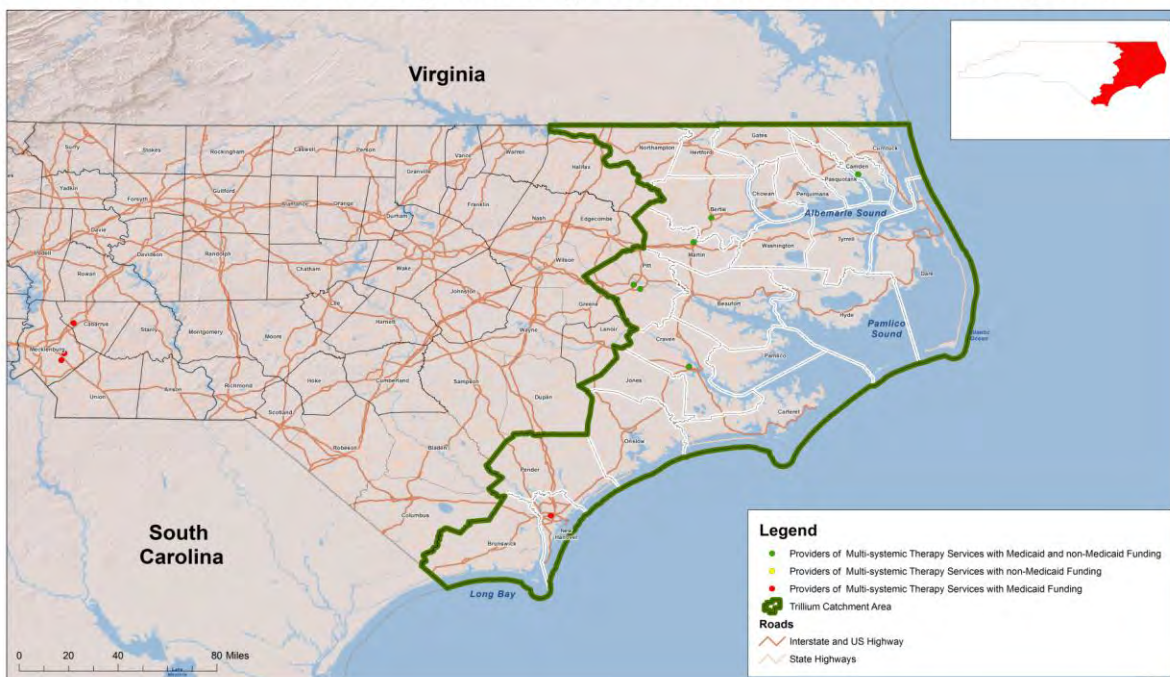 Virginia
Surry
Stokes
Rockingham
Caswell
Person
Vance
Warren
Northampton
Gates
Hertford
Currituck
Granville
Halifax
Camden
Pasquotank
Yadkin
Forsyth
Guilford
Orange
Durham
Franklin
Nash
Edgecombe
Bertie
Chowan
Perquimans
Albemarle Sound
Davie
Davidson
Randolph
Chatham
Wake
Wilson
Pitt
Martin
Washington
Tyrrell
Dare
Rowan
Johnston
Greene
Beaufort
Hyde
Cabarrus
Stanly
Montgomery
Moore
Lee
Harnett
Wayne
Lenoir
Craven
Pamlico
Sound
Mecklenburg
Pamlico
Atlantic
Ocean
Union
Anson
Richmond
Hoke
Cumberland
Sampson
Duplin
Jones
Carteret
Scotland
Robeson
Bladen
Onslow
Pender
South
Carolina
Columbus
New
Hanover
Brunswick
Long Bay
Legend
Providers of Multi-systemic Therapy Services with Medicaid and non-Medicaid Funding
Providers of Multi-systemic Therapy Services with non-Medicaid Funding
Providers of Multi-systemic Therapy Services with Medicaid Funding
Trillium Catchment Area
Roads
Interstate and US Highway
State Highways
0 20 40 80 Miles